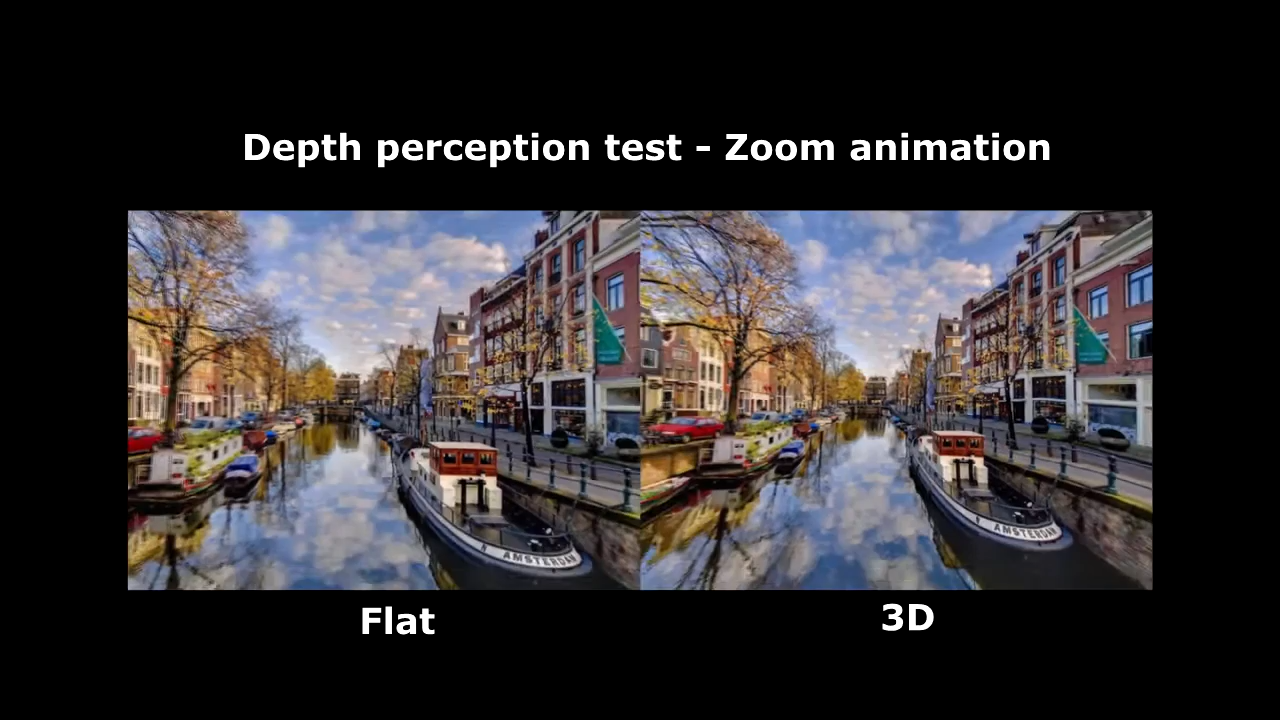 Depth perception test - Zoom animation
AMSTERDAM
AMSTERDAM
Flat
3D